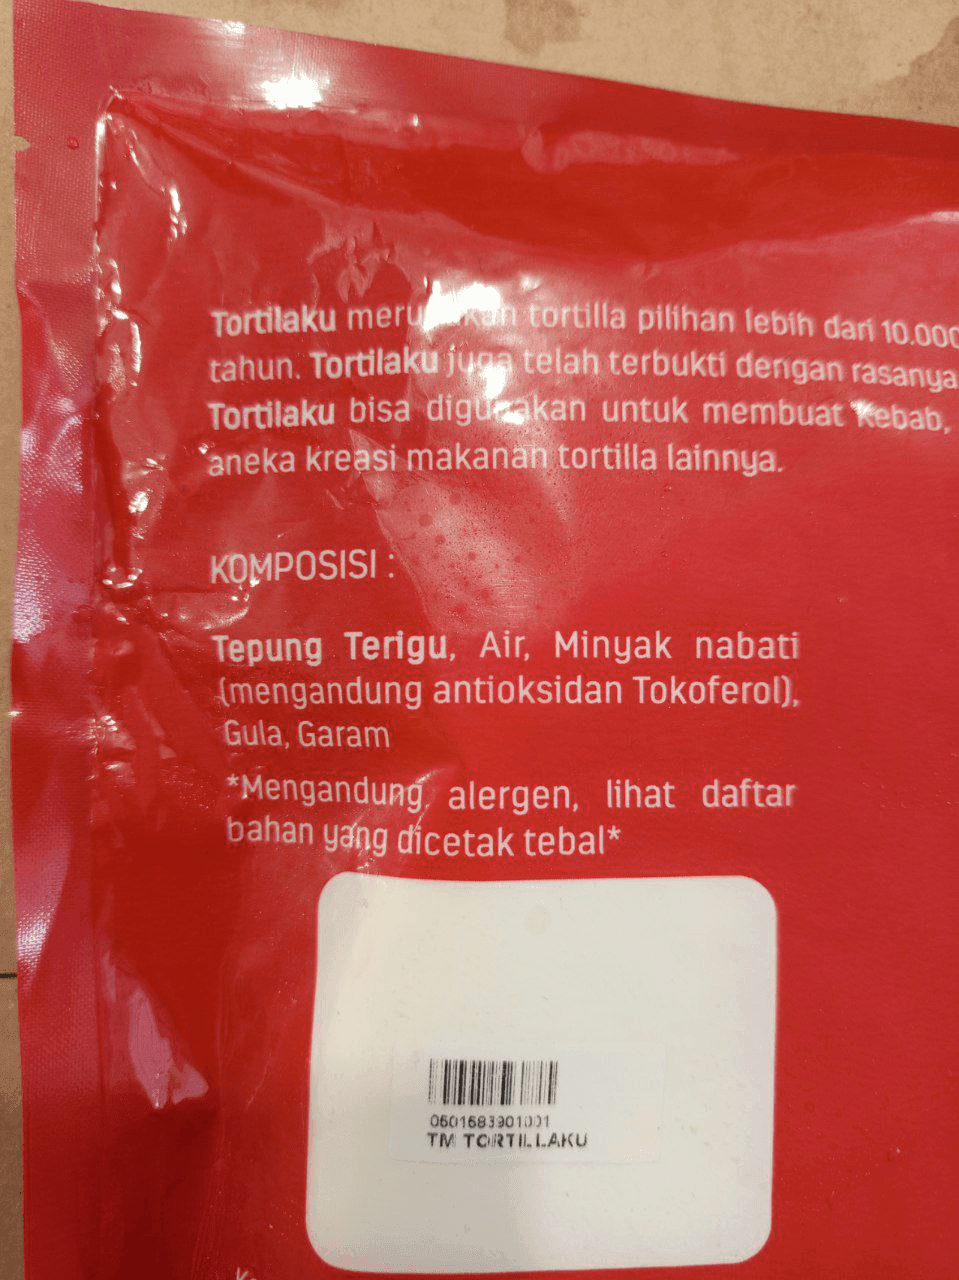 Tortilaku merupakan tortilla pilihan lebih dari 10.000
tahun. Tortilaku juga telah terbukti dengan rasanya
Tortilaku bisa digunakan untuk membuat Kebab,
aneka kreasi makanan tortilla lainnya.
KOMPOSISI :
Tepung Terigu, Air, Minyak nabati
(mengandung antioksidan Tokoferol),
Gula, Garam
*Mengandung alergen, lihat daftar
bahan yang dicetak tebal*
TM TORTILLAKU